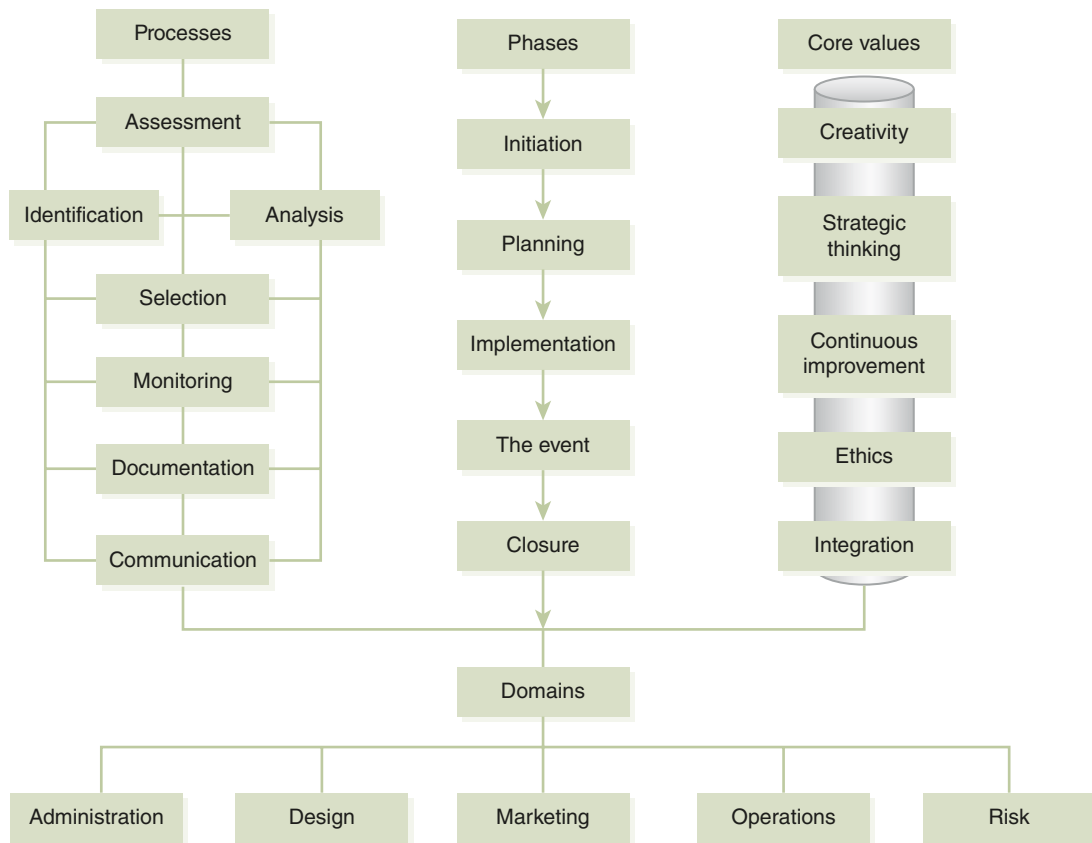 Processes
Assessment
Identification
Analysis
Selection
Monitoring
Documentation
Communication
Phases
Initiation
Planning
Implementation
The event
Closure
Core values
Creativity
Strategic
thinking
Continuous
improvement
Ethics
Integration
Domains
Administration
Design
Marketing
Operations
Risk